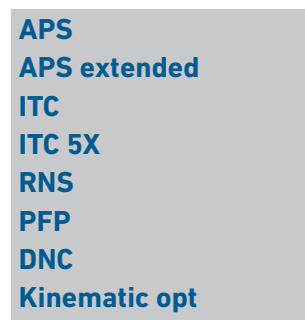 APS
APS extended
ITC
ITC 5X
RNS
PFP
DNC
Kinematic opt